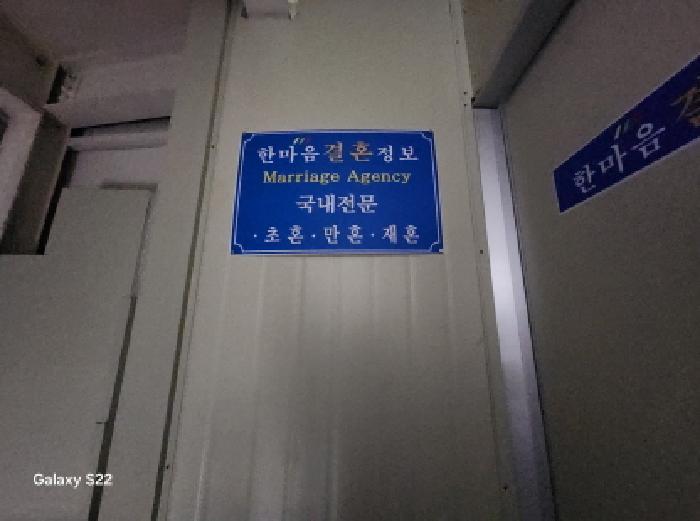 한마음결혼정보
Marriage Agency
국내전문
·초혼·만혼·재혼
한마음
Galaxy S22